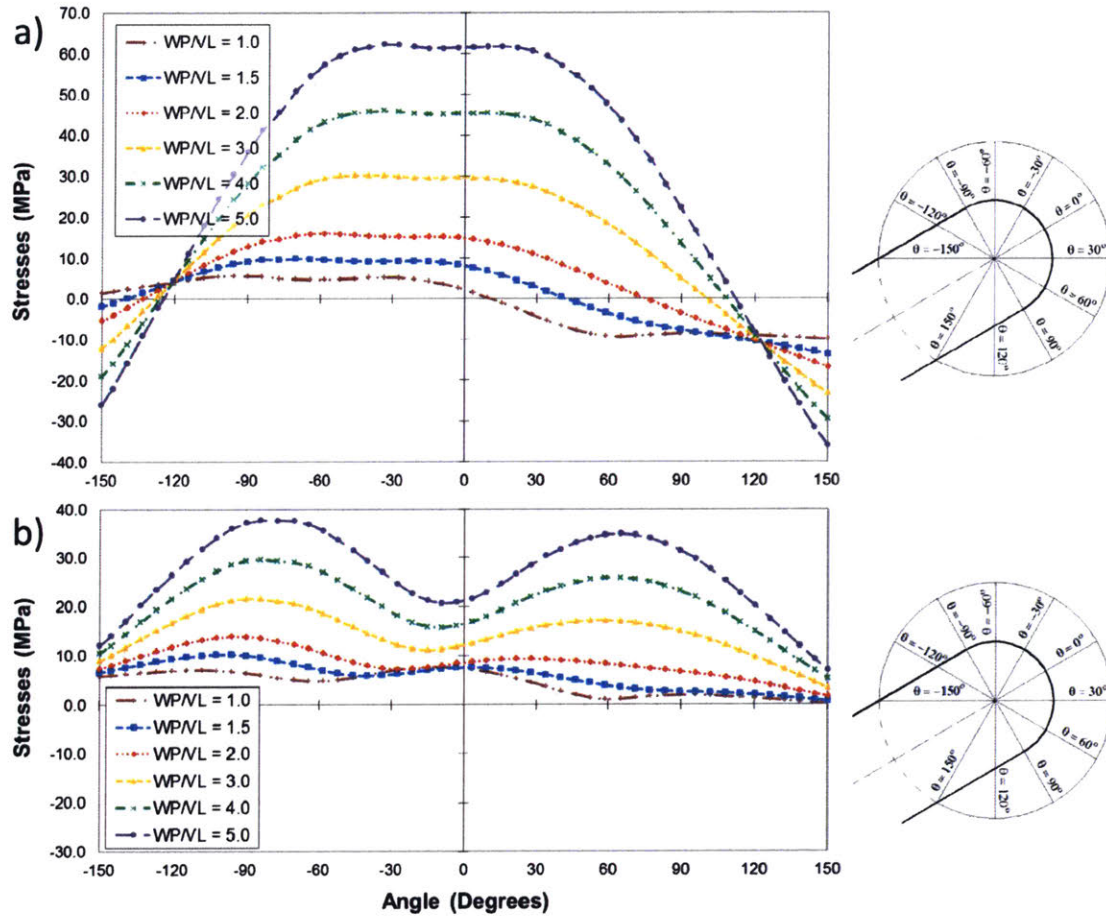 a)
Stresses (MPa)
70.0
60.0
50.0
40.0
30.0
20.0
10.0
0.0
-10.0
-20.0
-30.0
-40.0
WP/VL = 1.0
WP/VL = 1.5
WP/VL = 2.0
WP/VL = 3.0
WP/VL = 4.0
WP/VL = 5.0
-150 -120 -90 -60 -30 0 30 60 90 120 150
θ = -150°
θ = -120°
θ = -90°
θ = -60°
θ = -30°
θ = 0°
θ = 30°
θ = 60°
θ = 90°
θ = 120°
θ = 150°
b)
Stresses (MPa)
40.0
30.0
20.0
10.0
0.0
-10.0
-20.0
-30.0
WP/VL = 1.0
WP/VL = 1.5
WP/VL = 2.0
WP/VL = 3.0
WP/VL = 4.0
WP/VL = 5.0
-150 -120 -90 -60 -30 0 30 60 90 120 150
Angle (Degrees)
θ = -150°
θ = -120°
θ = -90°
θ = -60°
θ = -30°
θ = 0°
θ = 30°
θ = 60°
θ = 90°
θ = 120°
θ = 150°